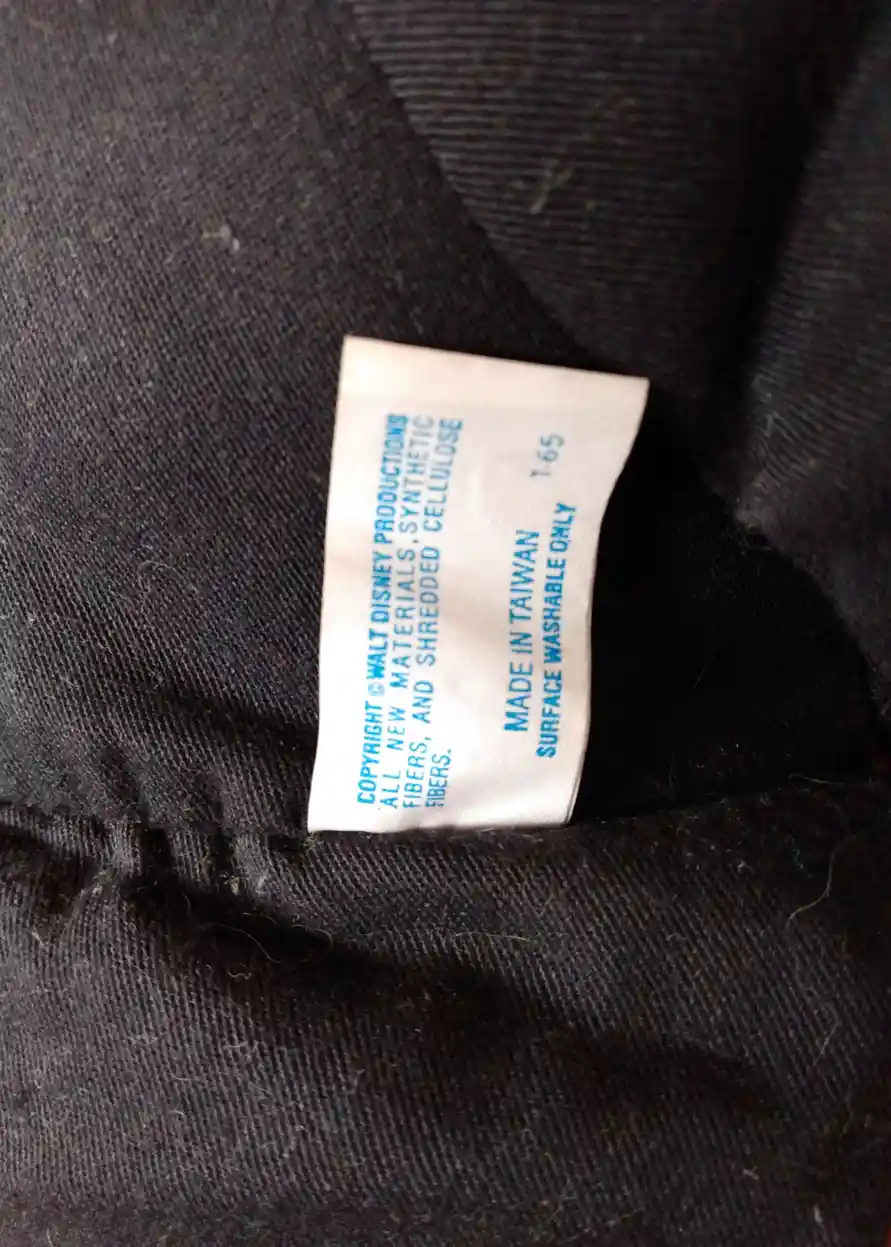 COPYRIGHT © WALT DISNEY PRODUCTIONS
ALL NEW MATERIALS, SYNTHETIC
FIBERS, AND SHREDDED CELLULOSE
FIBERS.
MADE IN TAIWAN 1-65
SURFACE WASHABLE ONLY